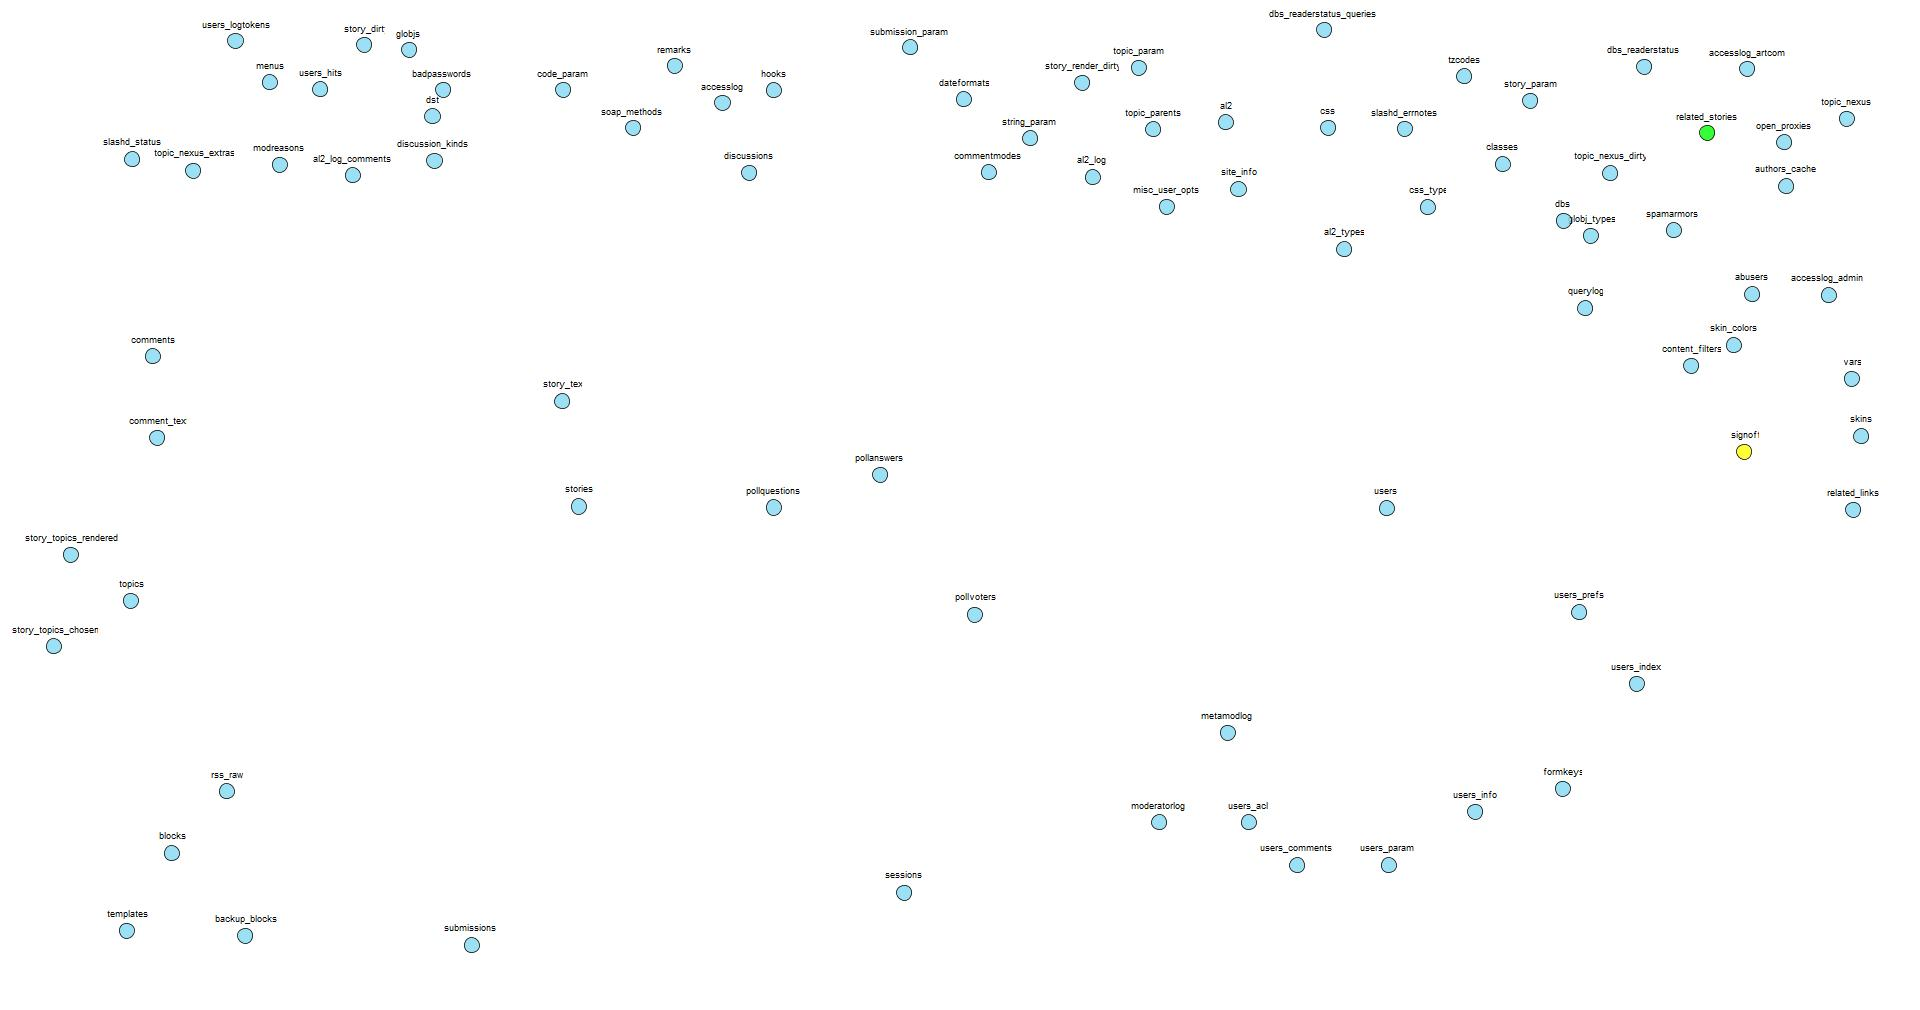 dbs_readerstatus_queries
users_logtokens
story_dirt
globjs
submission_param
remarks
topic_param
dbs_readerstatus
accesslog_artcom
tzcodes
menus
users_hits
badpasswords
code_param
hooks
story_render_dirty
dateformats
accesslog
story_param
dst
soap_methods
string_param
topic_parents
al2
css
slashd_errnotes
related_stories
open_proxies
topic_nexus
slashd_status
topic_nexus_extras
modreasons
al2_log_comments
discussion_kinds
discussions
commentmodes
al2_log
classes
topic_nexus_dirty
authors_cache
misc_user_opts
site_info
css_type
dbs
globj_types
spamarmors
al2_types
querylog
abusers
accesslog_admin
skin_colors
content_filters
vars
comments
story_tex
comment_tex
skins
signof
pollanswers
stories
pollquestions
users
related_links
story_topics_rendered
topics
pollvoters
users_prefs
story_topics_chosen
users_index
metamodlog
rss_raw
formkeys
users_info
moderatorlog
users_acl
blocks
users_comments
users_param
sessions
templates
backup_blocks
submissions